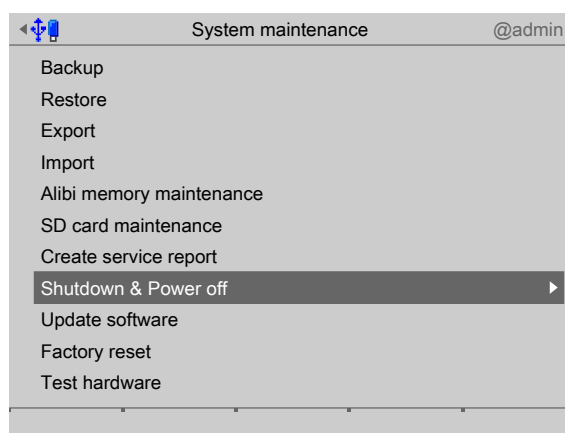 System maintenance @admin
Backup
Restore
Export
Import
Alibi memory maintenance
SD card maintenance
Create service report
Shutdown & Power off
Update software
Factory reset
Test hardware